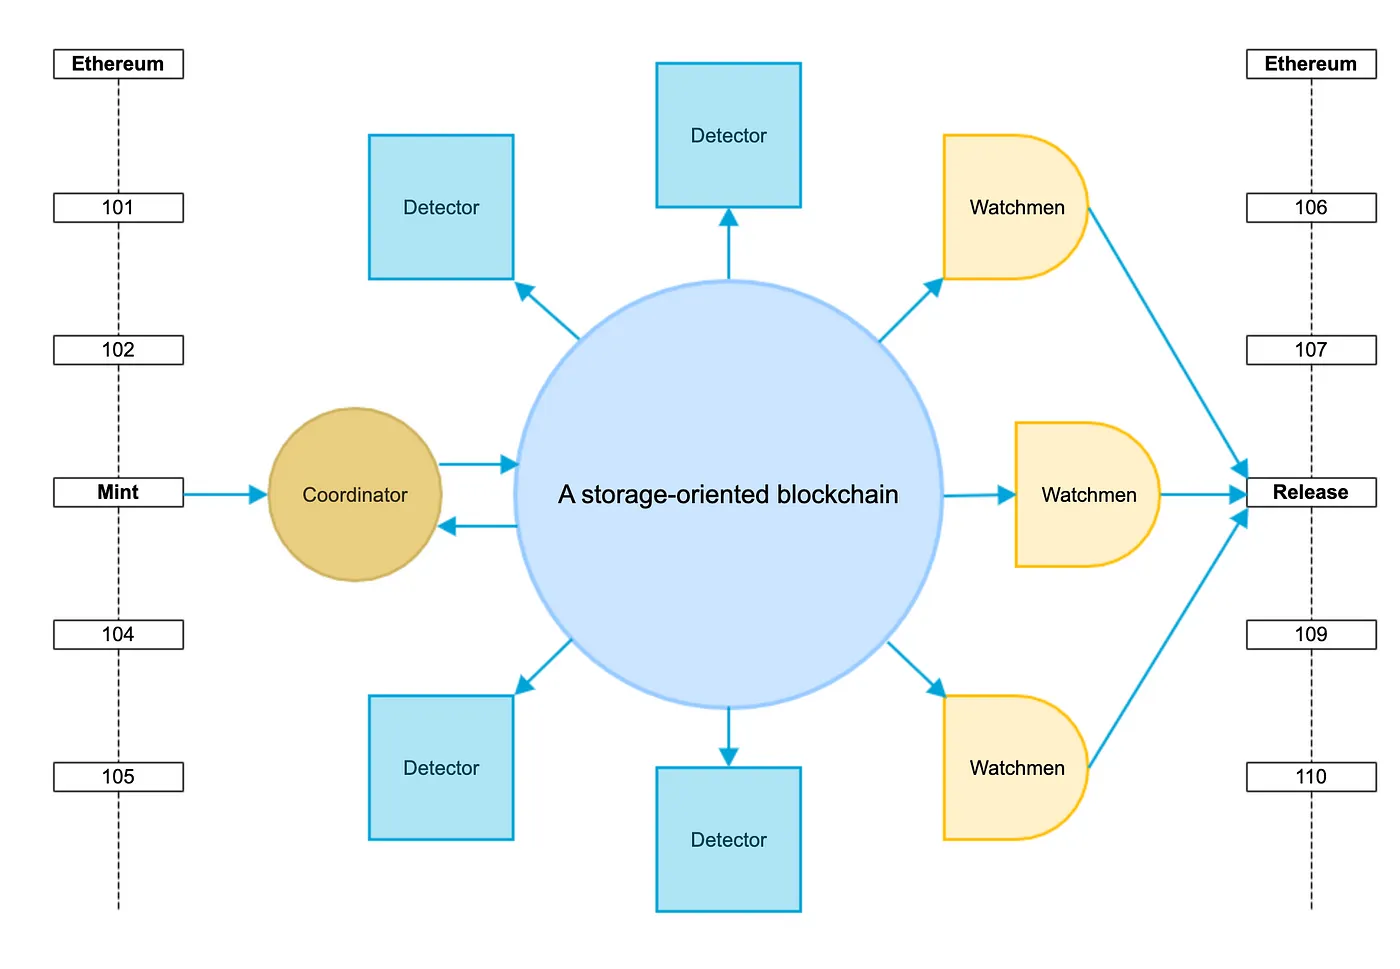 Ethereum
101
102
Mint
104
105
Coordinator
Detector
Detector
A storage-oriented blockchain
Detector
Detector
Watchmen
Watchmen
Watchmen
Ethereum
106
107
Release
109
110